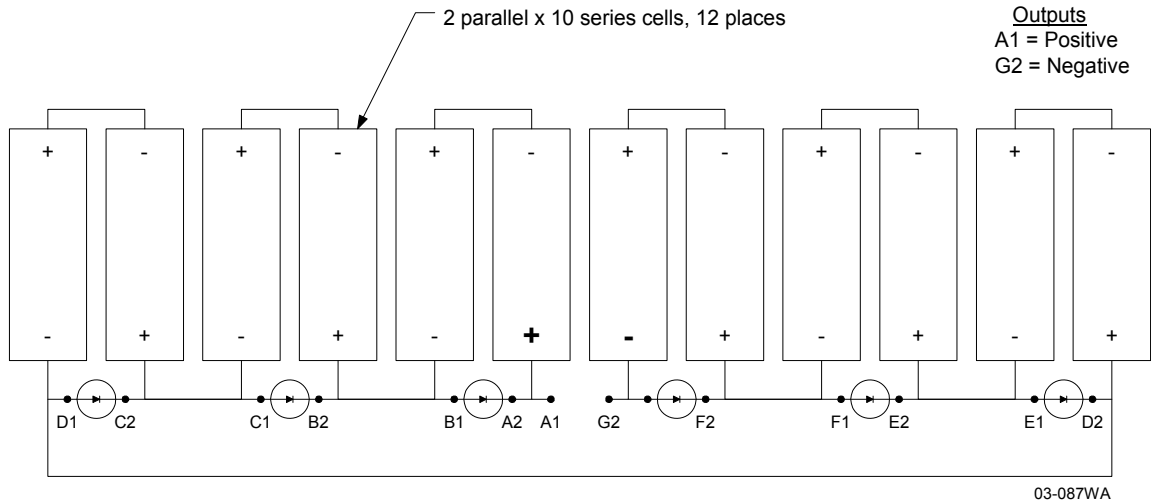 2 parallel x 10 series cells, 12 places
Outputs
A1 = Positive
G2 = Negative
+ - + - + - + - + - + -
- + - + - + - + - + - +
D1 C2 C1 B2 B1 A2 A1 G2 F2 F1 E2 E1 D2
03-087WA